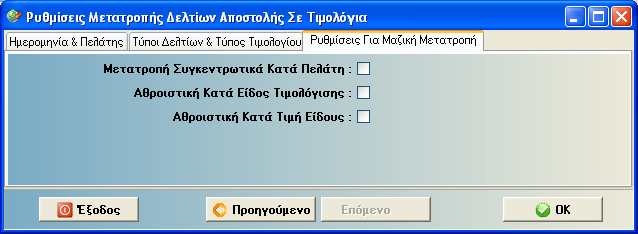 Ρυθμίσεις Μετατροπής Δελτίων Αποστολής Σε Τιμολόγια
Ημερομηνία & Πελάτης Τύποι Δελτίων & Τύπος Τιμολογίου Ρυθμίσεις Για Μαζική Μετατροπή
Μετατροπή Συγκεντρωτικά Κατά Πελάτη :
Αθροιστική Κατά Είδος Τιμολόγισης :
Αθροιστική Κατά Τιμή Είδους :
Έξοδος Προηγούμενο Επόμενο OK